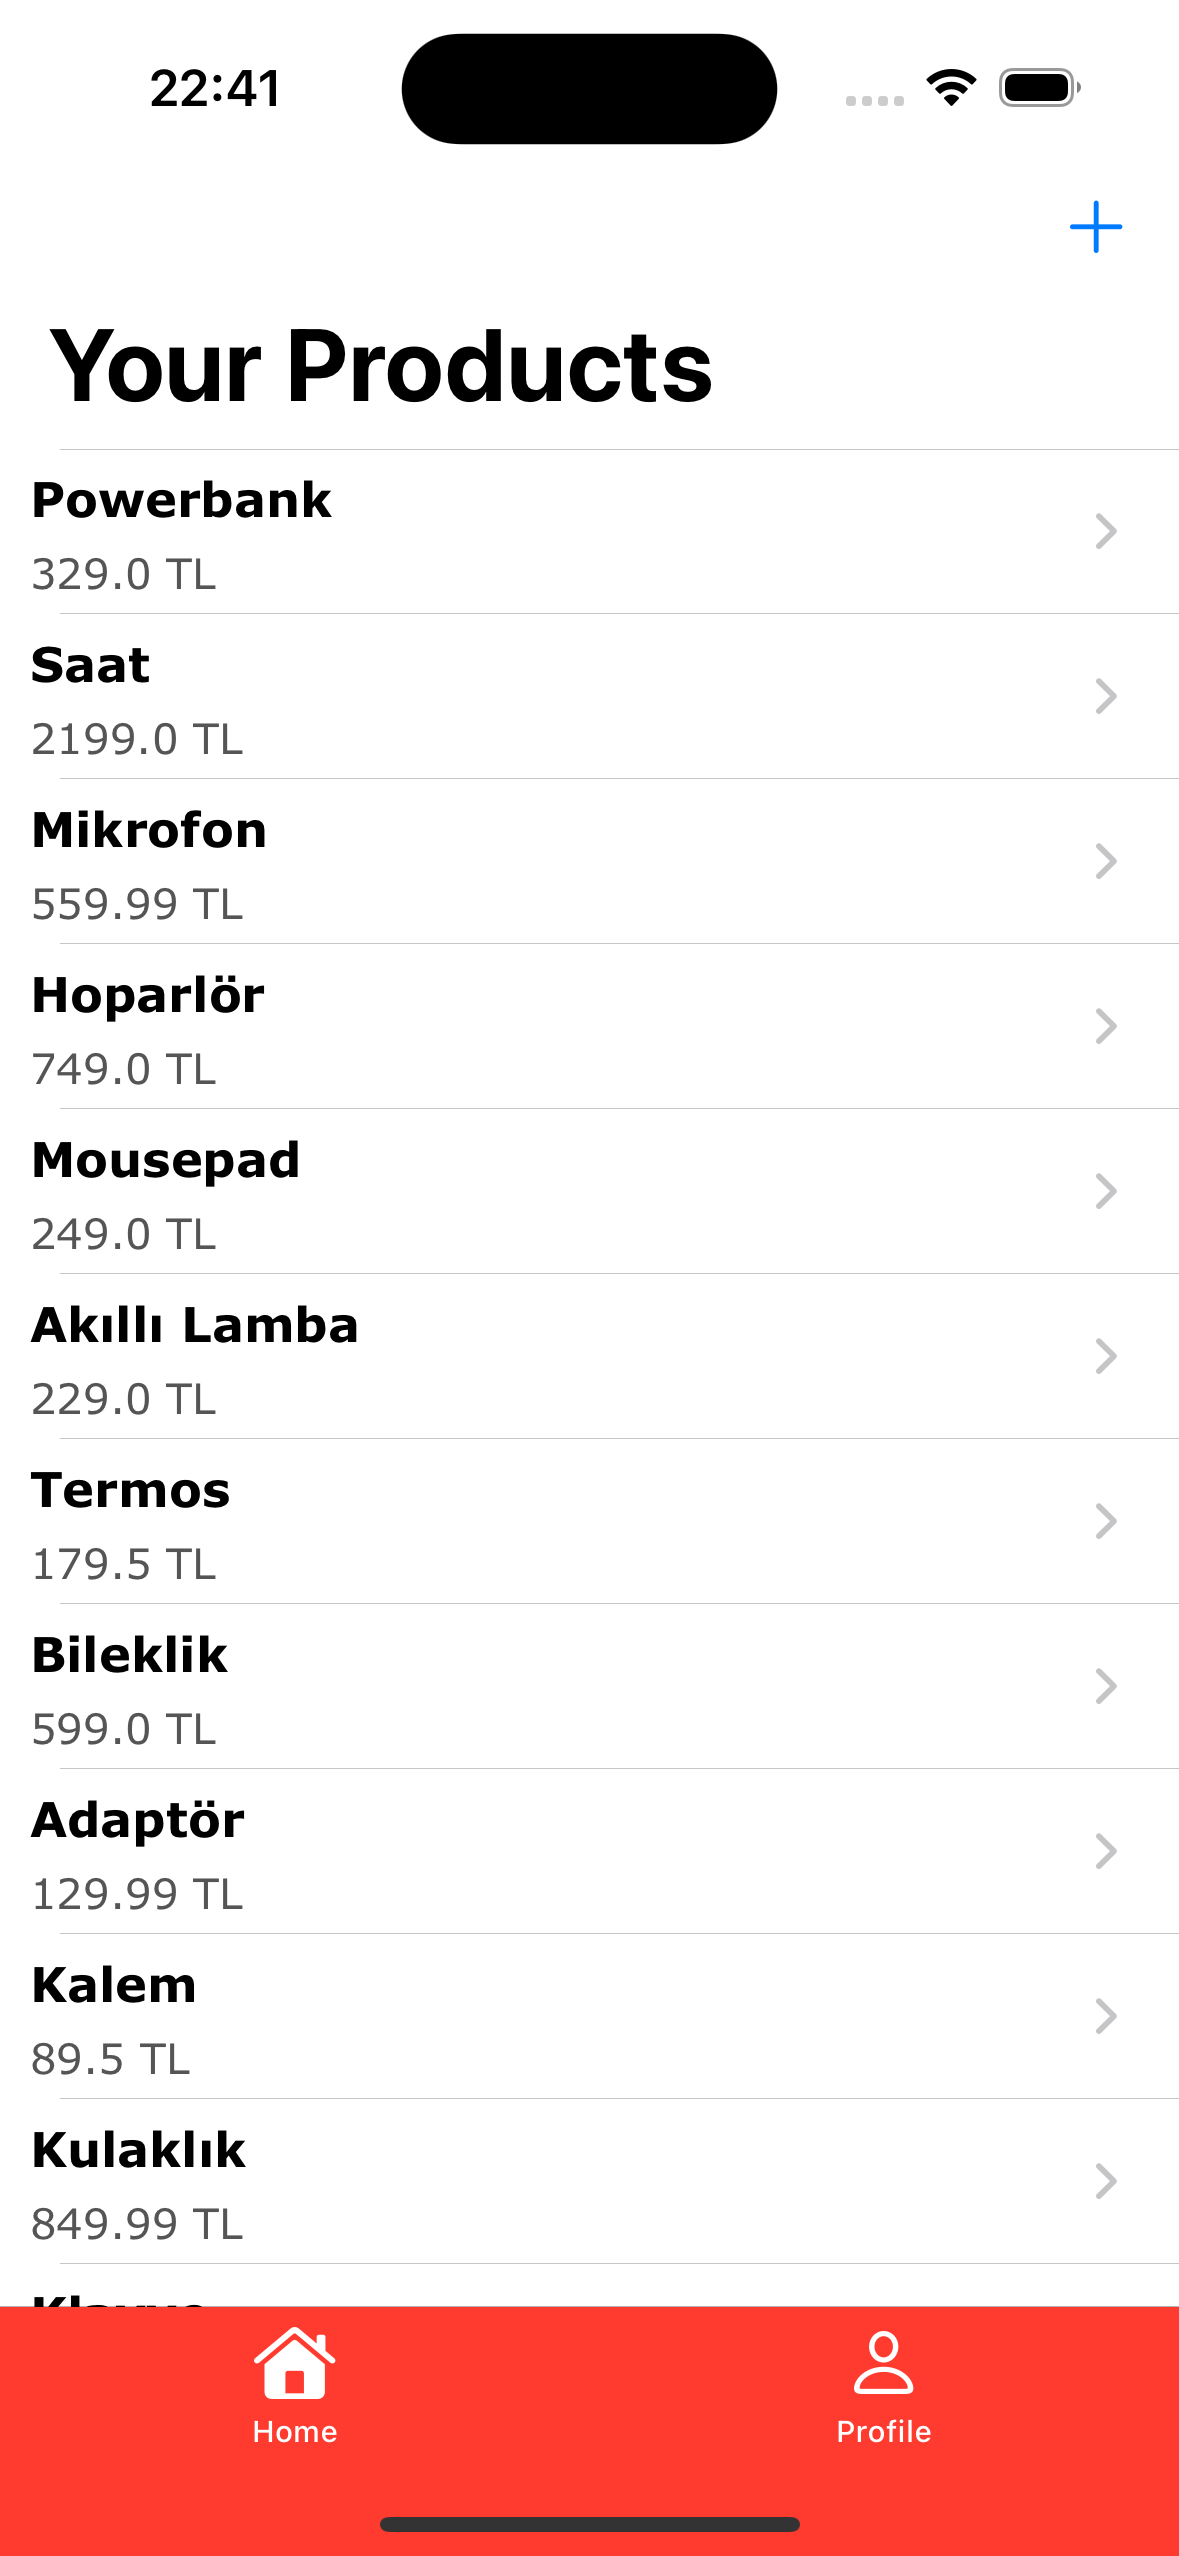 22:41
Your Products
Powerbank
329.0 TL
Saat
2199.0 TL
Mikrofon
559.99 TL
Hoparlör
749.0 TL
Mousepad
249.0 TL
Akıllı Lamba
229.0 TL
Termos
179.5 TL
Bileklik
599.0 TL
Adaptör
129.99 TL
Kalem
89.5 TL
Kulaklık
849.99 TL
Home
Profile